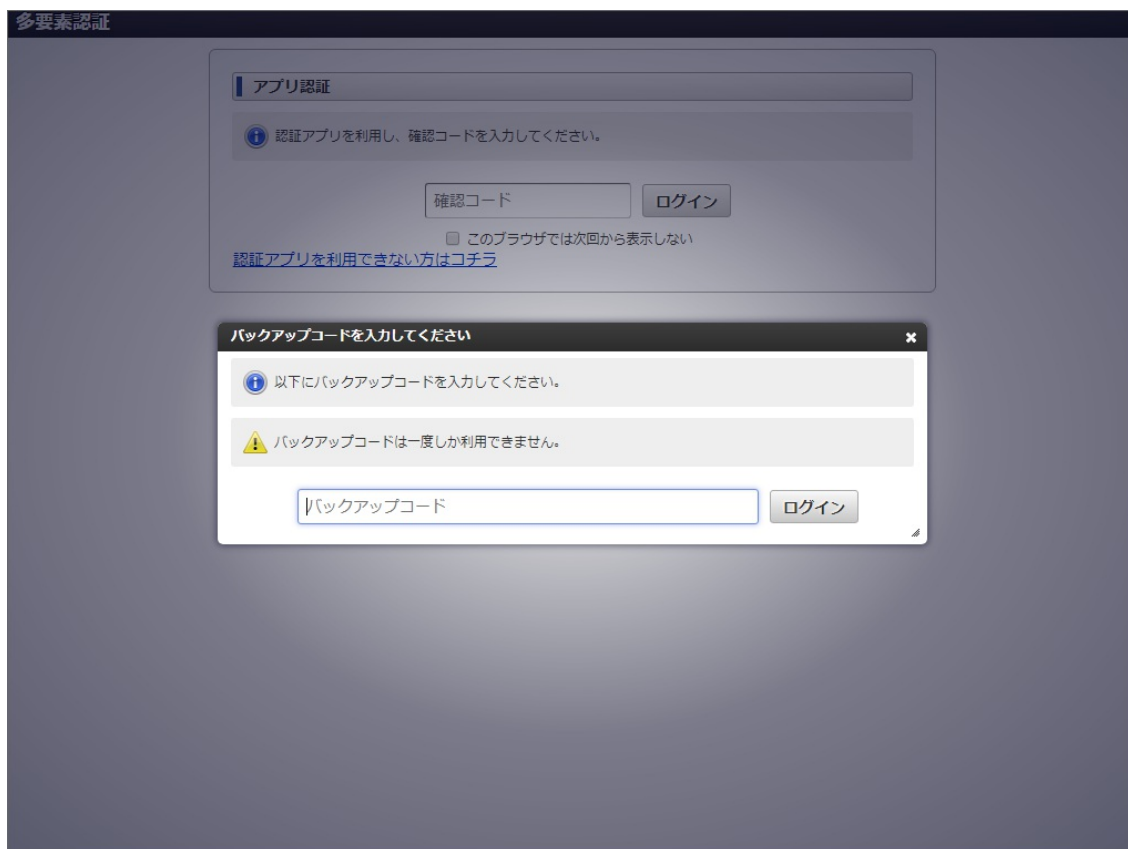 多要素認証
アプリ認証
認証アプリを利用し、確認コードを入力してください。
確認コード
ログイン
このブラウザでは次回から表示しない
認証アプリを利用できない方はコチラ
バックアップコードを入力してください
以下にバックアップコードを入力してください。
バックアップコードは一度しか利用できません。
バックアップコード
ログイン